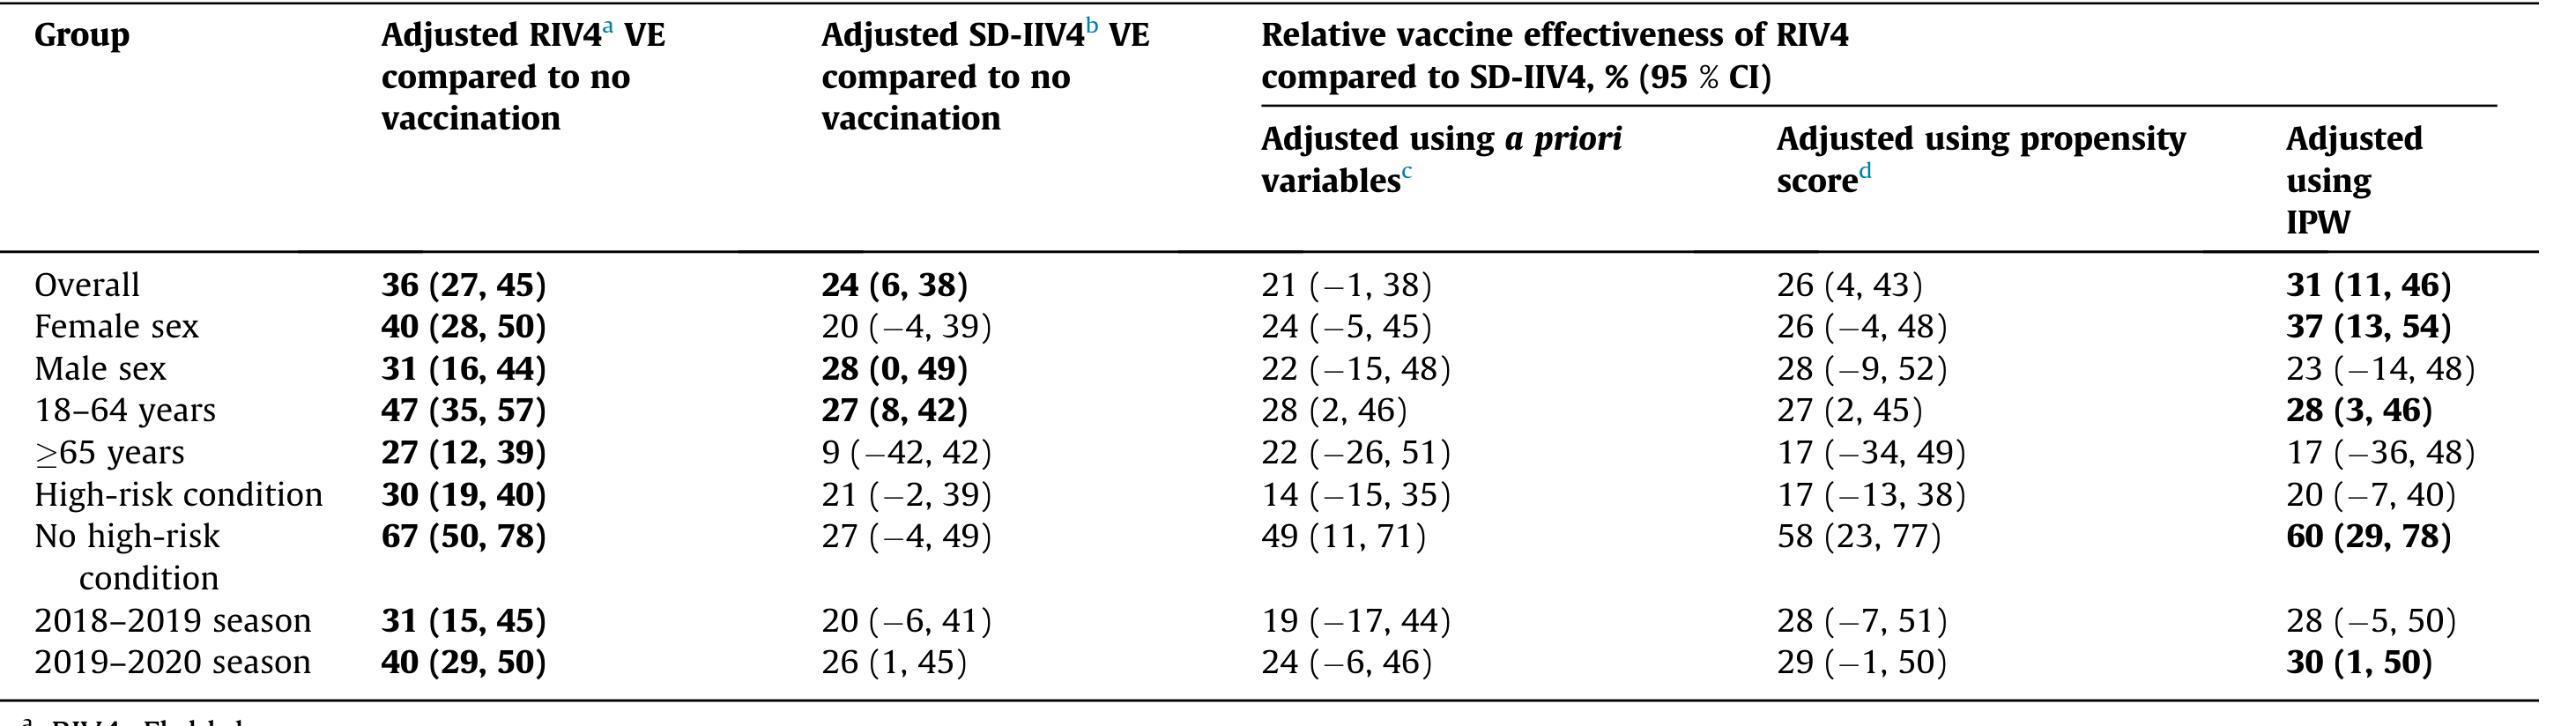 Group Adjusted RIV4a VE Adjusted SD-IIV4b VE Relative vaccine effectiveness of RIV4
compared to no compared to no compared to SD-IIV4, % (95 % CI)
vaccination vaccination
Adjusted using a priori Adjusted using propensity Adjusted
variablesc scored using
IPW
Overall 36 (27, 45) 24 (6, 38) 21 (−1, 38) 26 (4, 43) 31 (11, 46)
Female sex 40 (28, 50) 20 (−4, 39) 24 (−5, 45) 26 (−4, 48) 37 (13, 54)
Male sex 31 (16, 44) 28 (0, 49) 22 (−15, 48) 28 (−9, 52) 23 (−14, 48)
18–64 years 47 (35, 57) 27 (8, 42) 28 (2, 46) 27 (2, 45) 28 (3, 46)
≥65 years 27 (12, 39) 9 (−42, 42) 22 (−26, 51) 17 (−34, 49) 17 (−36, 48)
High-risk condition 30 (19, 40) 21 (−2, 39) 14 (−15, 35) 17 (−13, 38) 20 (−7, 40)
No high-risk 67 (50, 78) 27 (−4, 49) 49 (11, 71) 58 (23, 77) 60 (29, 78)
condition
2018–2019 season 31 (15, 45) 20 (−6, 41) 19 (−17, 44) 28 (−7, 51) 28 (−5, 50)
2019–2020 season 40 (29, 50) 26 (1, 45) 24 (−6, 46) 29 (−1, 50) 30 (1, 50)